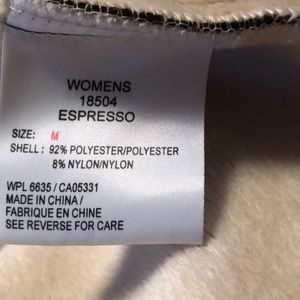 WOMENS
18504
ESPRESSO
SIZE: M
SHELL: 92% POLYESTER/POLYESTER
8% NYLON/NYLON
WPL 6635 / CA05331
MADE IN CHINA /
FABRIQUE EN CHINE
SEE REVERSE FOR CARE